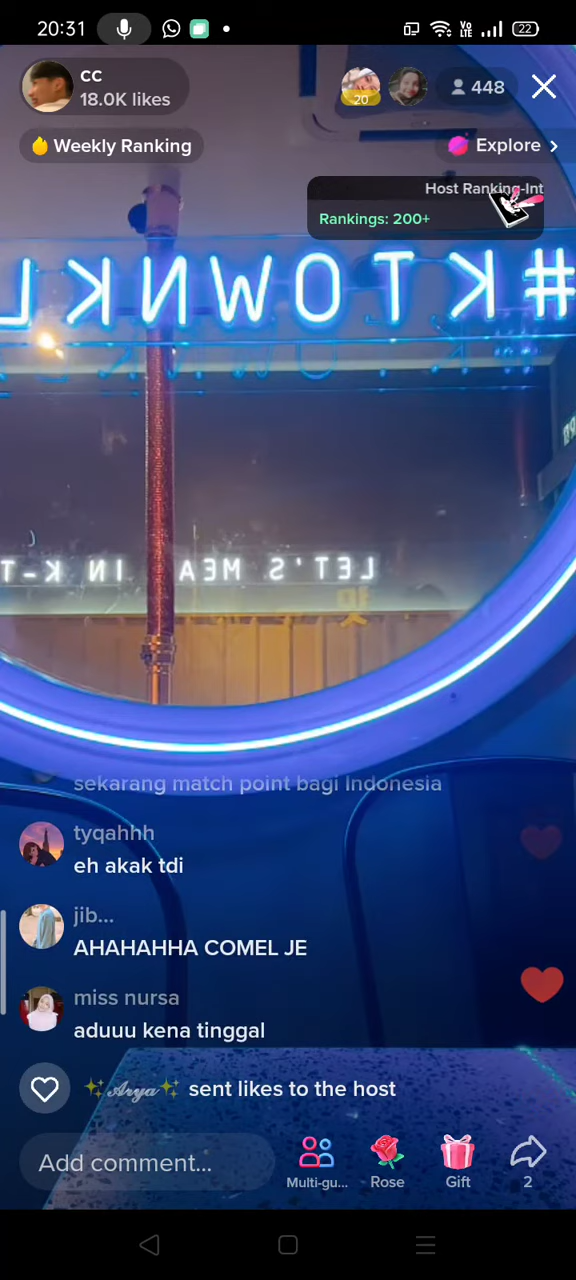 20:31
22
CC
18.0K likes
20
448
Weekly Ranking
Explore
Host Ranking-Int
Rankings: 200+
#KTOWNKL
LET'S MEA IN K-T
sekarang match point bagi Indonesia
tyqahhh
eh akak tdi
jib...
AHAHAHHA COMEL JE
miss nursa
aduuu kena tinggal
✨𝒜𝓇𝓎𝒶✨ sent likes to the host
Add comment...
Multi-gu...
Rose
Gift
2